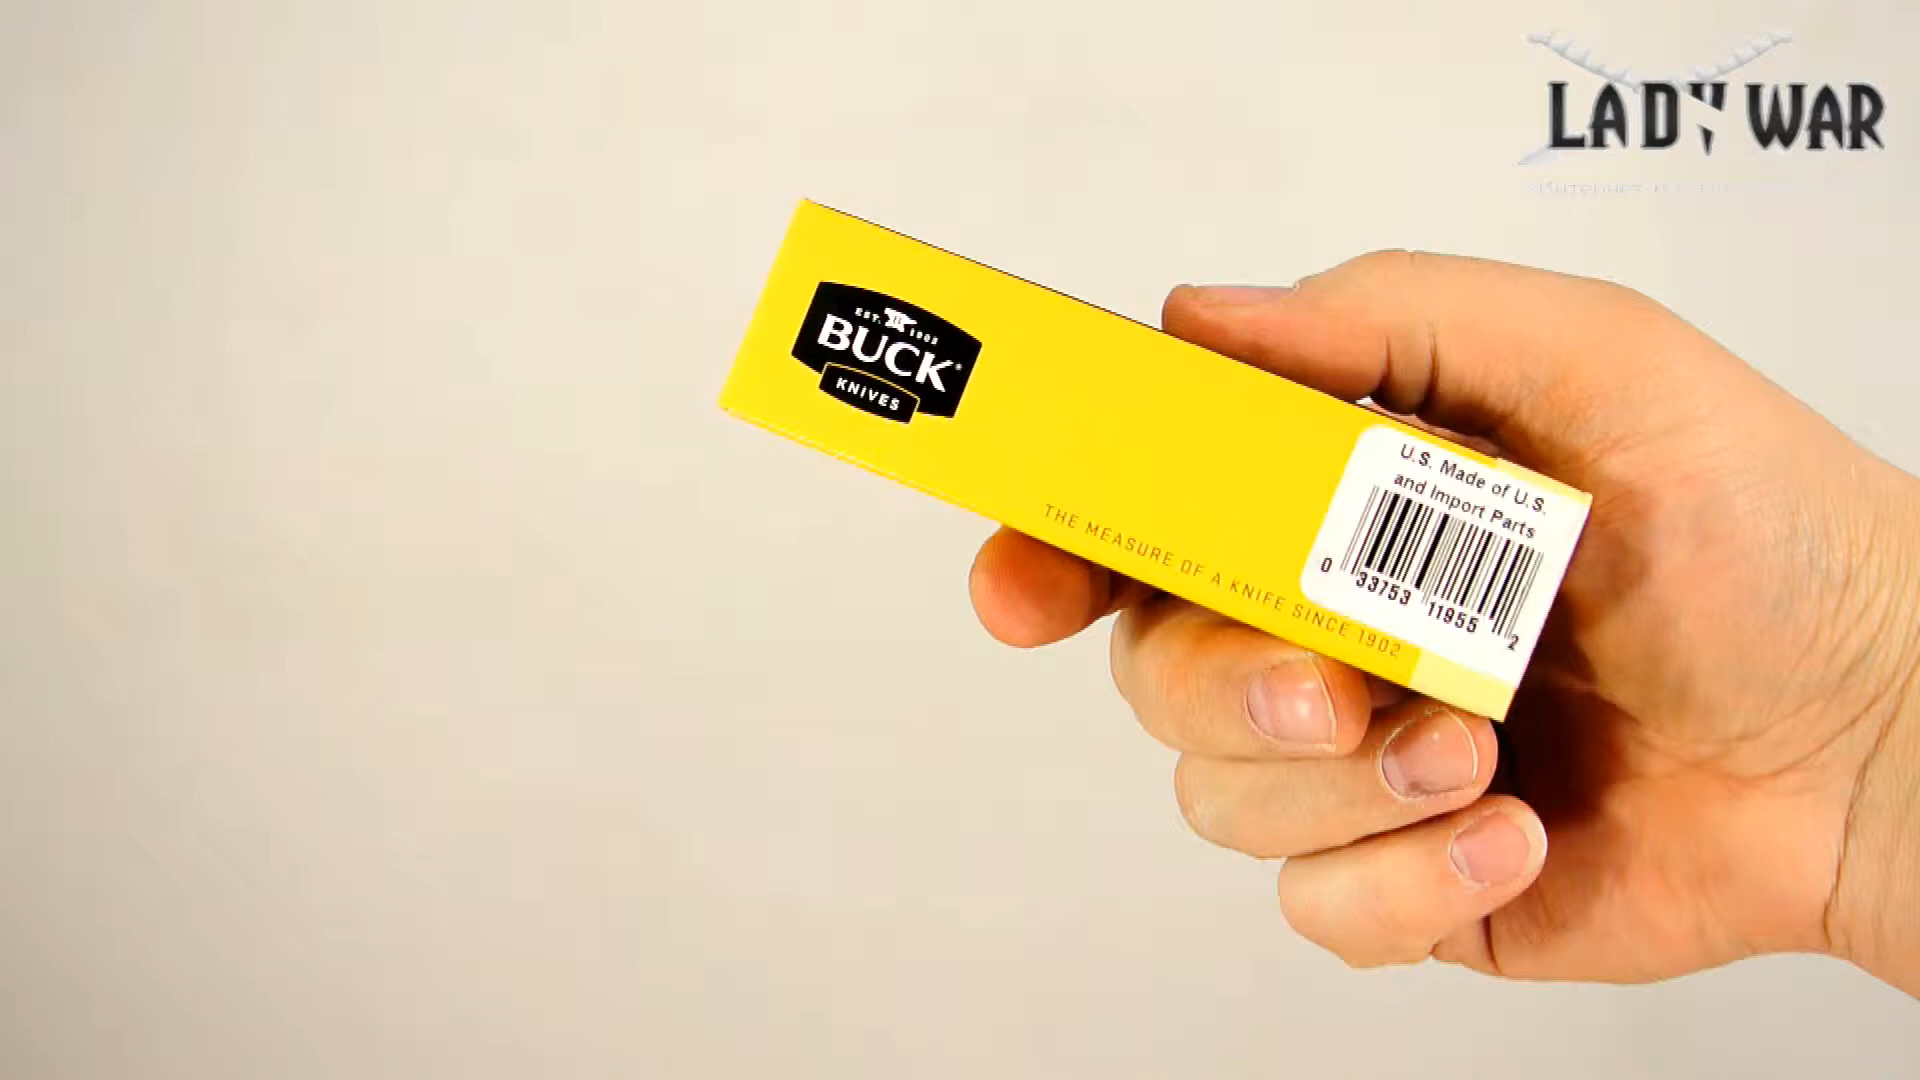 LADY WAR
EST. 1902
BUCK
KNIVES
THE MEASURE OF A KNIFE SINCE 1902
U.S. Made of U.S.
and Import Parts
0 33753 11955 2